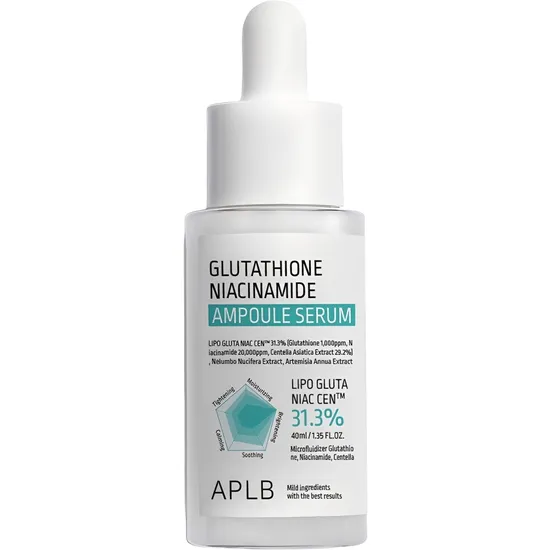 GLUTATHIONE
NIACINAMIDE
AMPOULE SERUM
LIPO GLUTA NIAC CEN™ 31.3% (Glutathione 1,000ppm, N
iacinamide 20,000ppm, Centella Asiatica Extract 29.2%)
, Nelumbo Nucifera Extract, Artemisia Annua Extract
Moisturizing
Tightening
Brightening
Calming
Soothing
LIPO GLUTA
NIAC CEN™
31.3%
40ml / 1.35 FL.OZ.
Microfluidizer Glutathio
ne, Niacinamide, Centella
APLB
Mild ingredients
with the best results